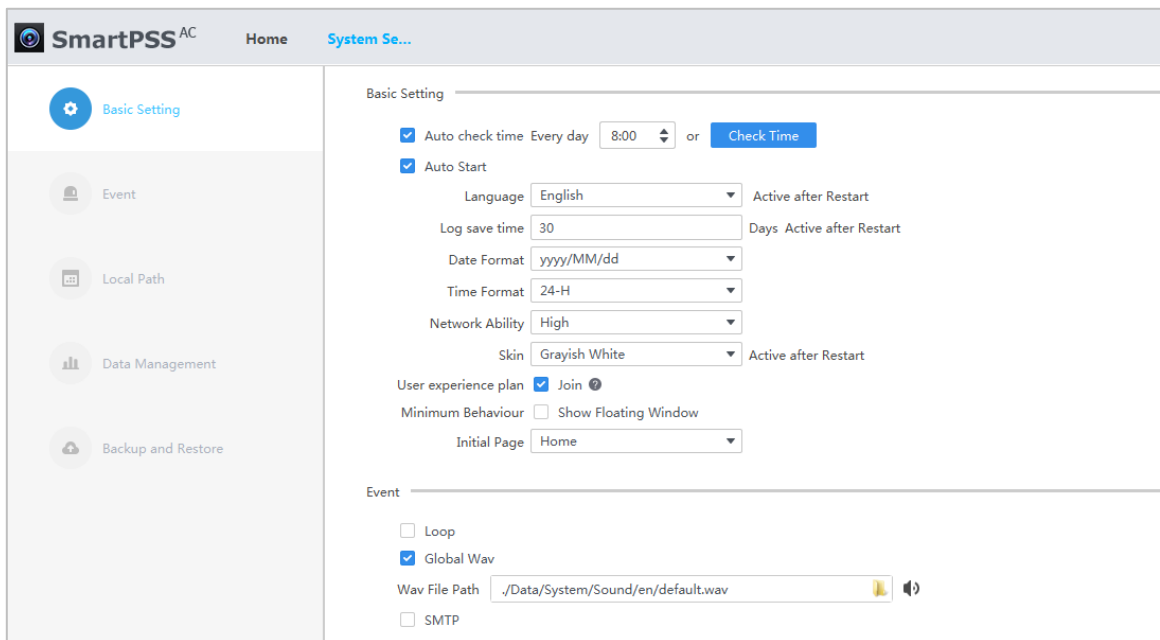 SmartPSS AC Home System Se...
Basic Setting
Event
Local Path
Data Management
Backup and Restore
Basic Setting
Auto check time Every day 8:00 or Check Time
Auto Start
Language English Active after Restart
Log save time 30 Days Active after Restart
Date Format yyyy/MM/dd
Time Format 24-H
Network Ability High
Skin Grayish White Active after Restart
User experience plan Join ?
Minimum Behaviour Show Floating Window
Initial Page Home
Event
Loop
Global Wav
Wav File Path ./Data/System/Sound/en/default.wav
SMTP